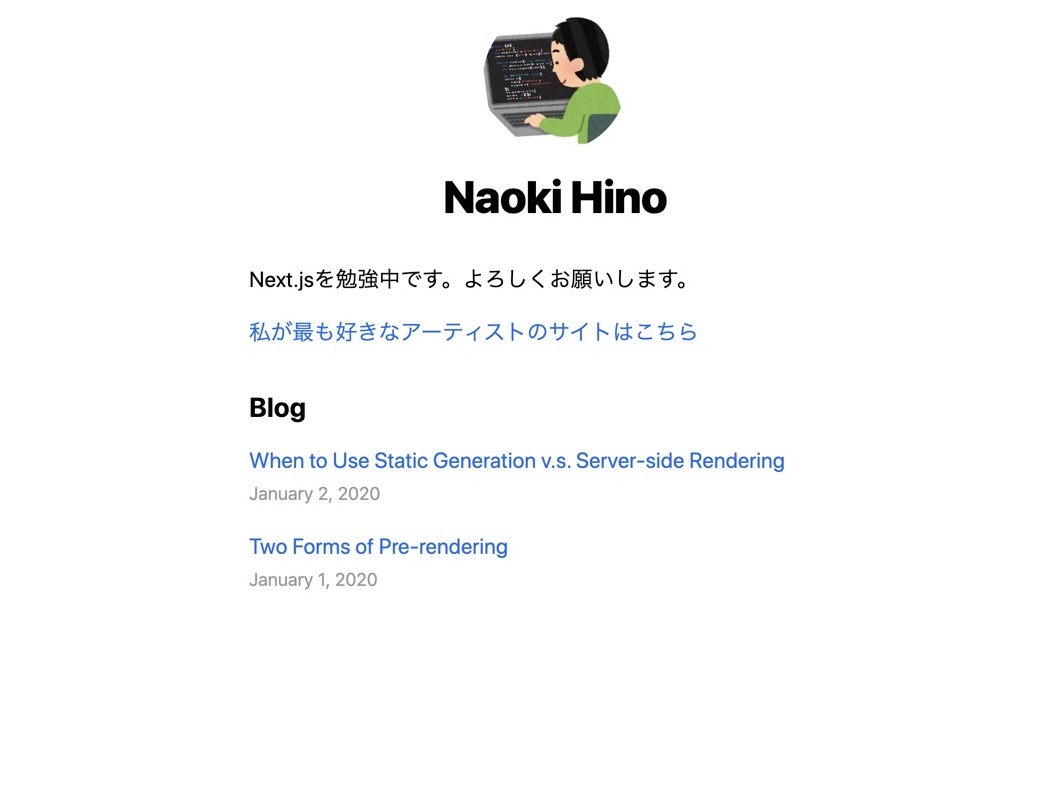 Naoki Hino
Next.jsを勉強中です。よろしくお願いします。
私が最も好きなアーティストのサイトはこちら
Blog
When to Use Static Generation v.s. Server-side Rendering
January 2, 2020
Two Forms of Pre-rendering
January 1, 2020